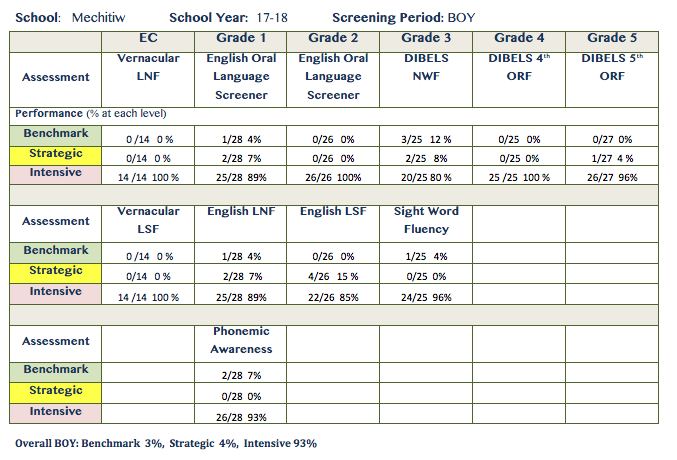 School: Mechitiw School Year: 17-18 Screening Period: BOY
EC Grade 1 Grade 2 Grade 3 Grade 4 Grade 5
Assessment Vernacular LNF English Oral Language Screener English Oral Language Screener DIBELS NWF DIBELS 4th ORF DIBELS 5th ORF
Performance (% at each level)
Benchmark 0 /14 0 % 1/28 4% 0/26 0% 3/25 12 % 0/25 0% 0/27 0%
Strategic 0/14 0 % 2/28 7% 0/26 0% 2/25 8% 0/25 0% 1/27 4 %
Intensive 14 /14 100 % 25/28 89% 26/26 100% 20/25 80 % 25 /25 100 % 26/27 96%
Assessment Vernacular LSF English LNF English LSF Sight Word Fluency
Benchmark 0 /14 0 % 1/28 4% 0/26 0% 1/25 4%
Strategic 0/14 0 % 2/28 7% 4/26 15 % 0/25 0%
Intensive 14 /14 100 % 25/28 89% 22/26 85% 24/25 96%
Assessment Phonemic Awareness
Benchmark 2/28 7%
Strategic 0/28 0%
Intensive 26/28 93%
Overall BOY: Benchmark 3%, Strategic 4%, Intensive 93%